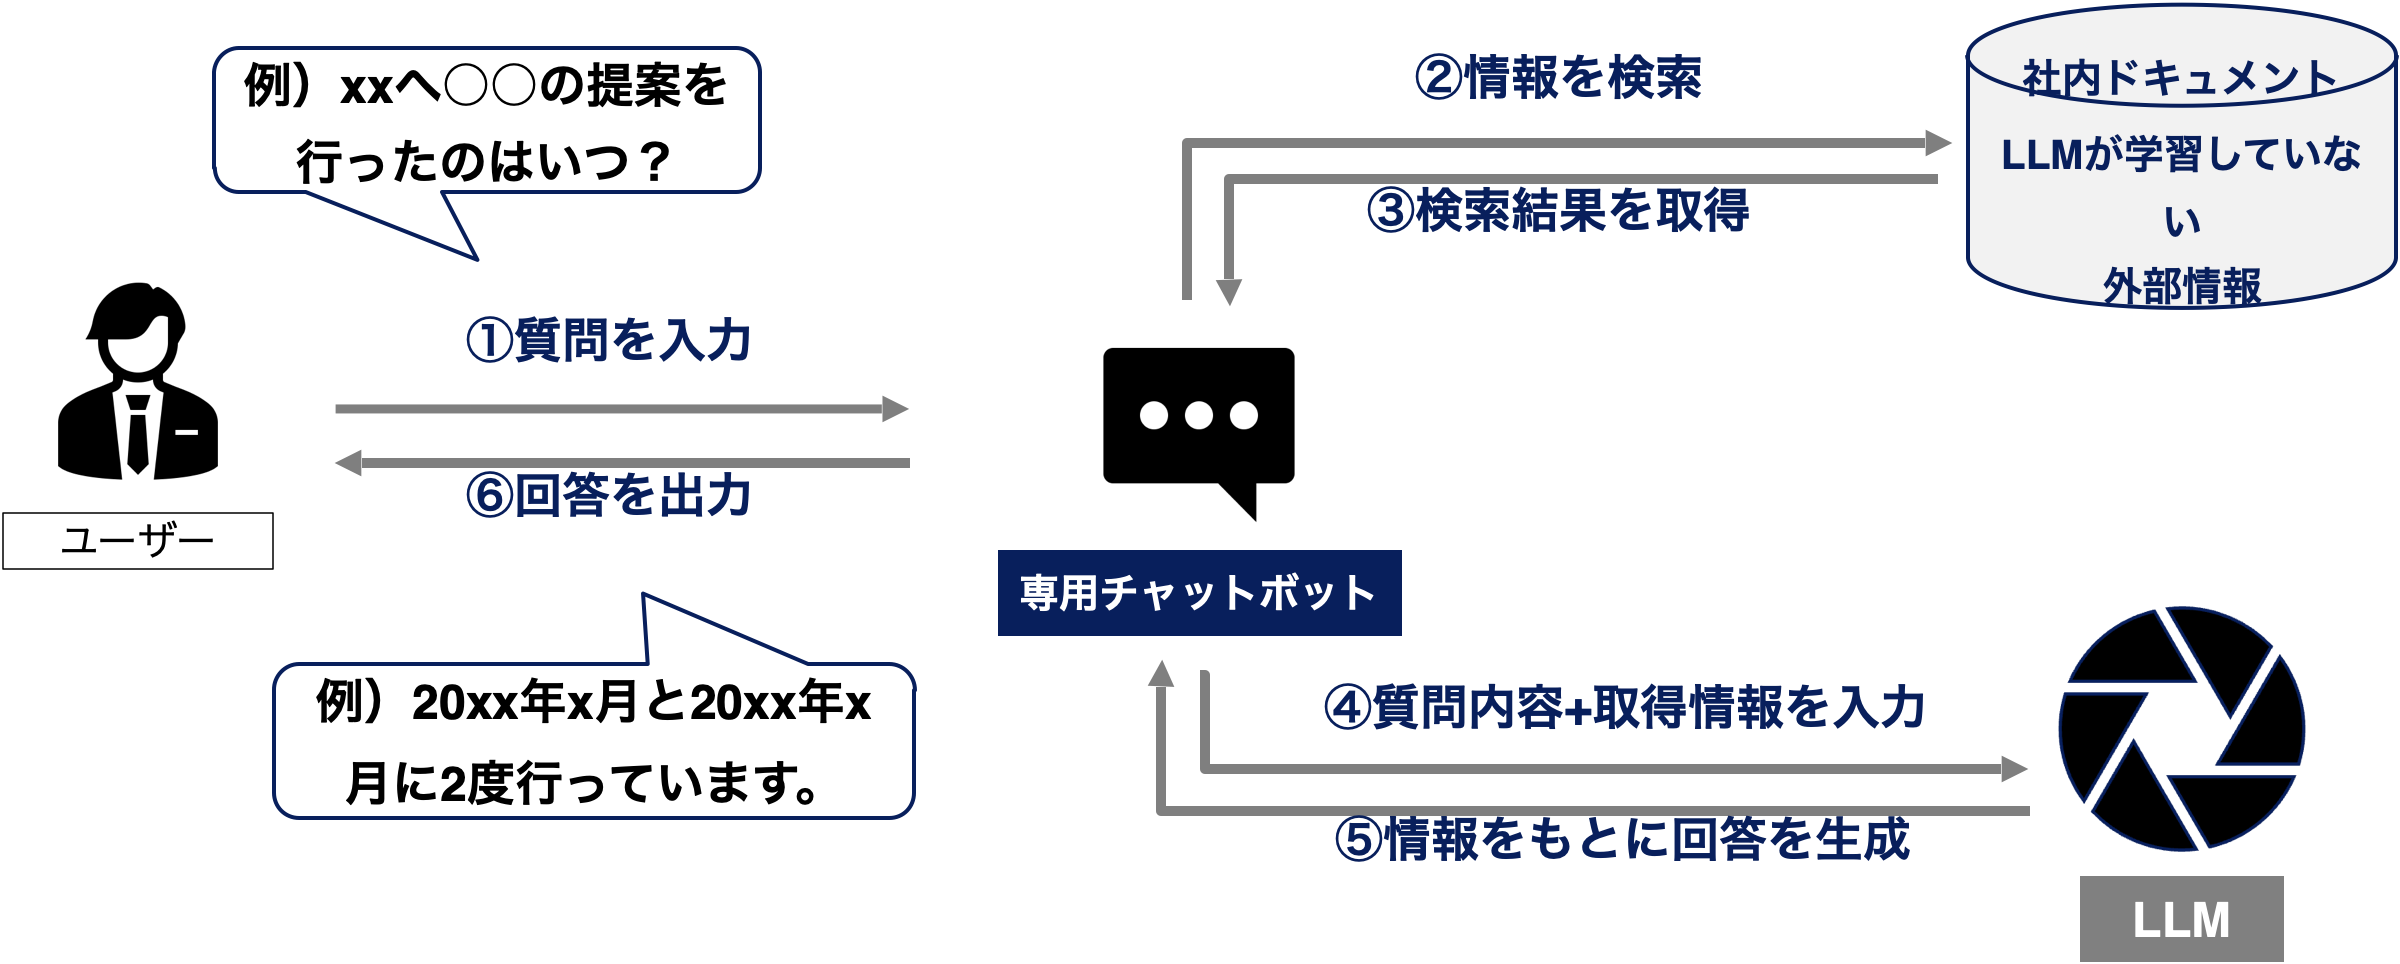 例）xxへ〇〇の提案を
行ったのはいつ？
①質問を入力
⑥回答を出力
ユーザー
例）20xx年x月と20xx年x
月に2度行っています。
②情報を検索
③検索結果を取得
社内ドキュメント
LLMが学習していな
い
外部情報
専用チャットボット
④質問内容+取得情報を入力
⑤情報をもとに回答を生成
LLM